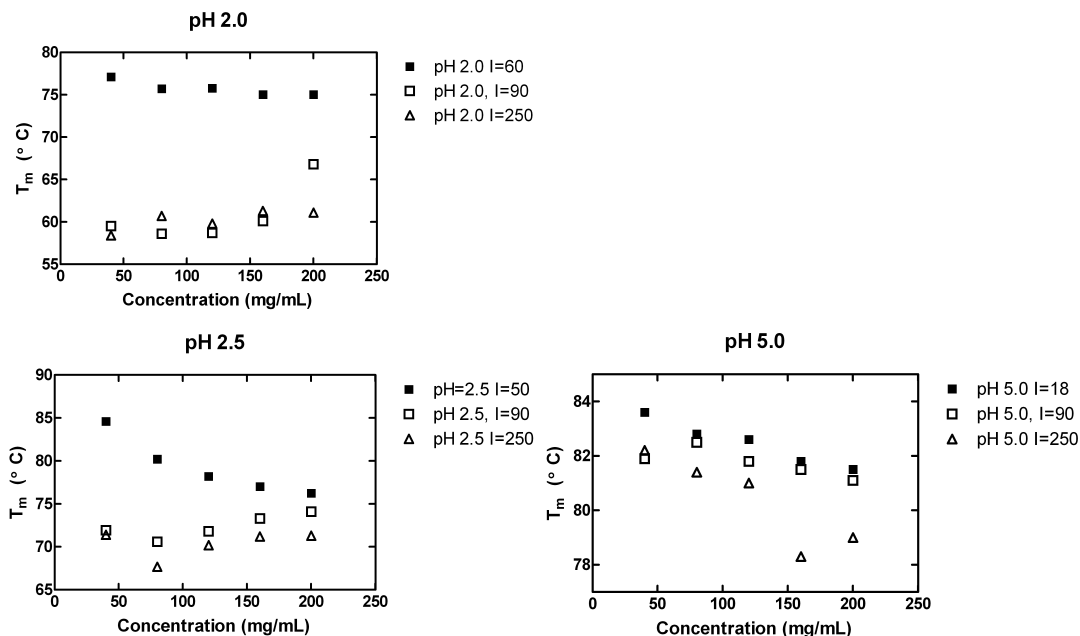 pH 2.0
80
75
70
65
60
55
T_m (° C)
0 50 100 150 200 250
Concentration (mg/mL)
pH 2.0 I=60
pH 2.0, I=90
pH 2.0 I=250
pH 2.5
90
85
80
75
70
65
T_m (° C)
0 50 100 150 200 250
Concentration (mg/mL)
pH=2.5 I=50
pH 2.5, I=90
pH 2.5 I=250
pH 5.0
84
82
80
78
T_m (° C)
0 50 100 150 200 250
Concentration (mg/mL)
pH 5.0 I=18
pH 5.0, I=90
pH 5.0 I=250